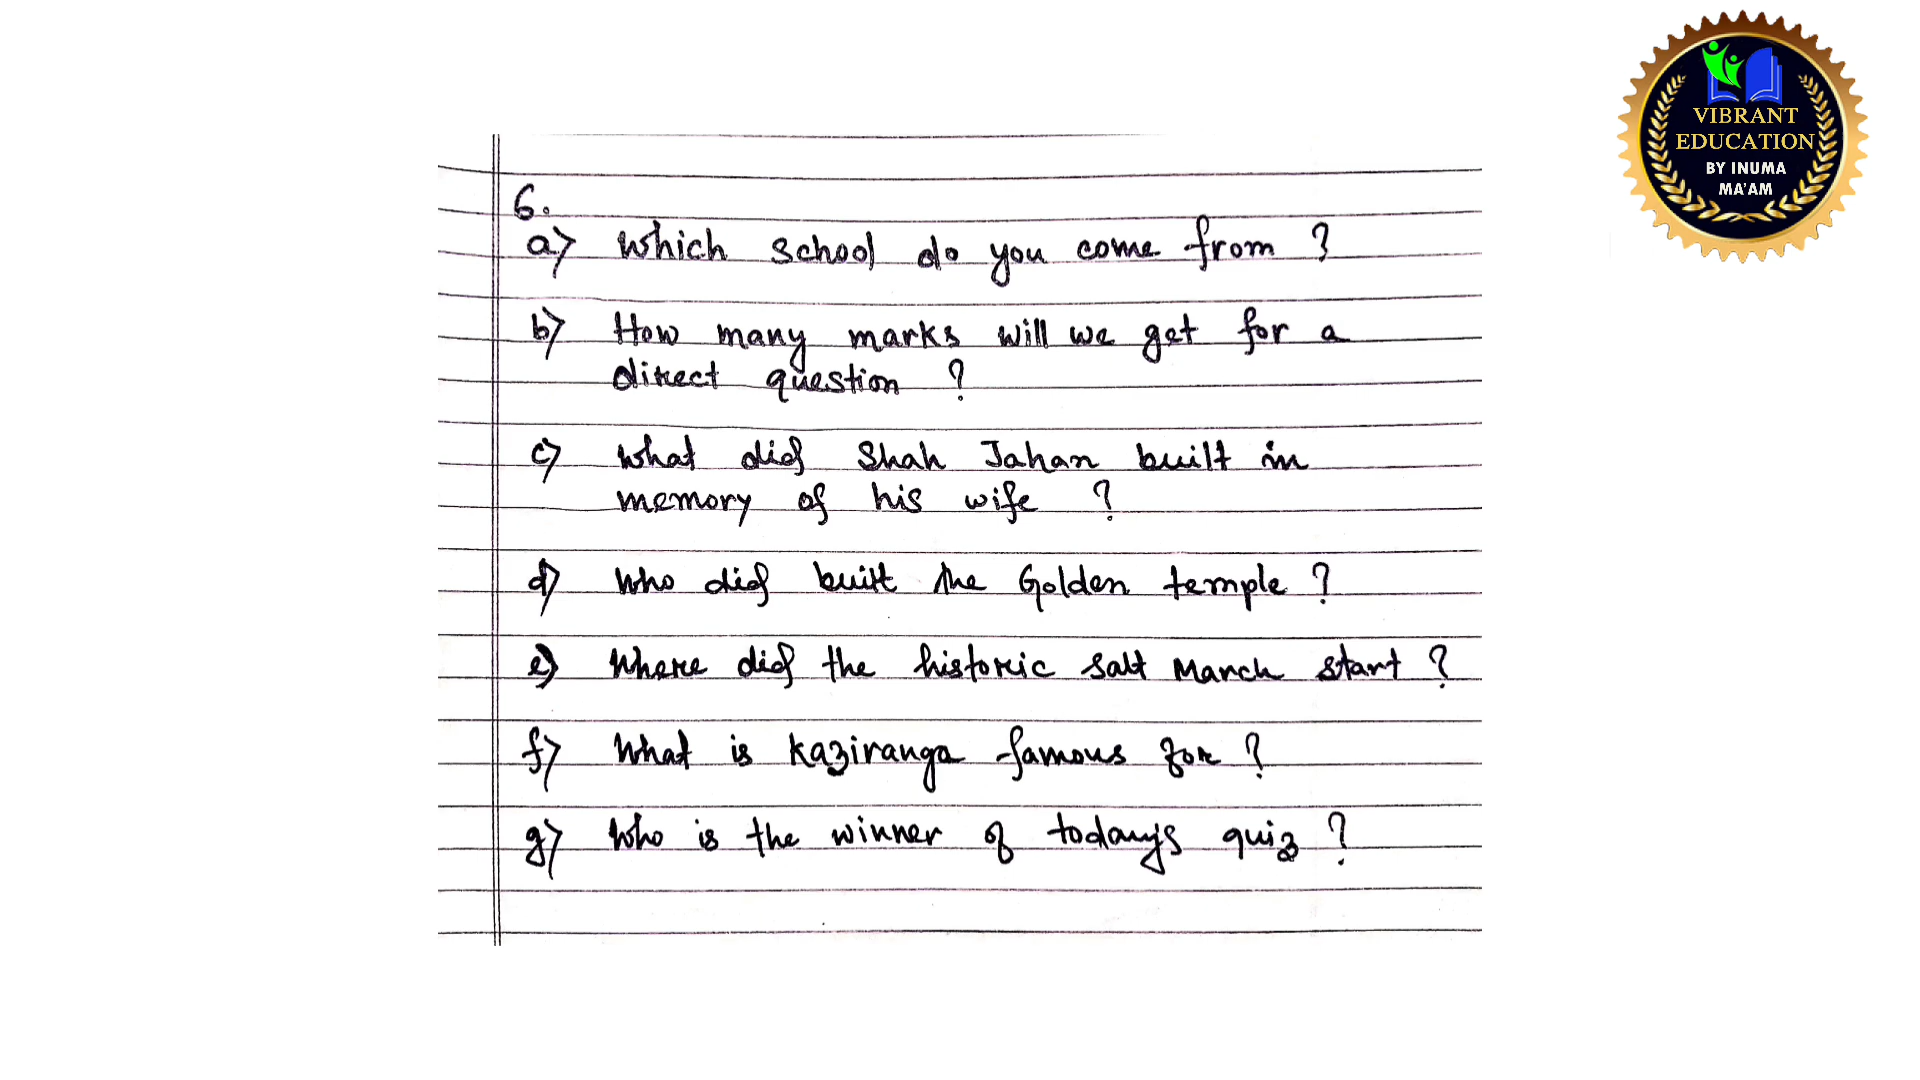 VIBRANT
EDUCATION
BY INUMA
MA'AM
6.
a) Which school do you come from ?
b) How many marks will we get for a
direct question ?
c) What did Shah Jahan built in
memory of his wife ?
d) Who did built the Golden temple ?
e) Where did the historic salt March start ?
f) What is kaziranga famous for ?
g) Who is the winner of today's quiz ?